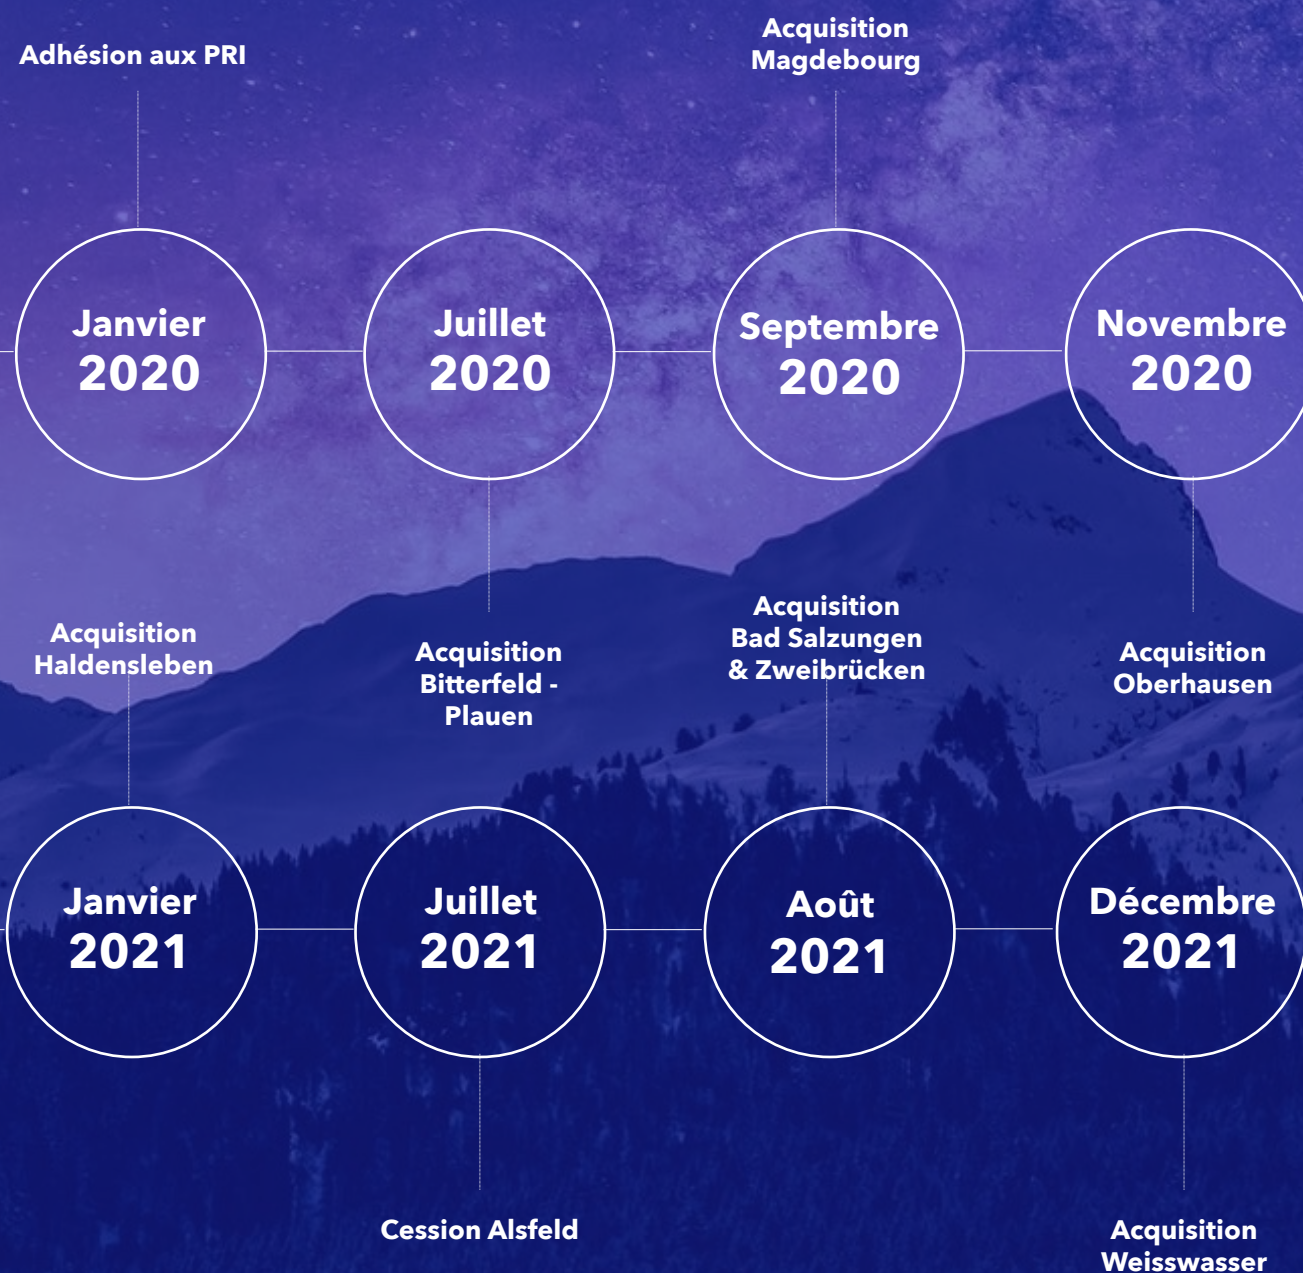 Adhésion aux PRI
Acquisition
Magdebourg
Janvier
2020
Juillet
2020
Septembre
2020
Novembre
2020
Acquisition
Bitterfeld -
Plauen
Acquisition
Oberhausen
Acquisition
Haldensleben
Acquisition
Bad Salzungen
& Zweibrücken
Janvier
2021
Juillet
2021
Août
2021
Décembre
2021
Cession Alsfeld
Acquisition
Weisswasser